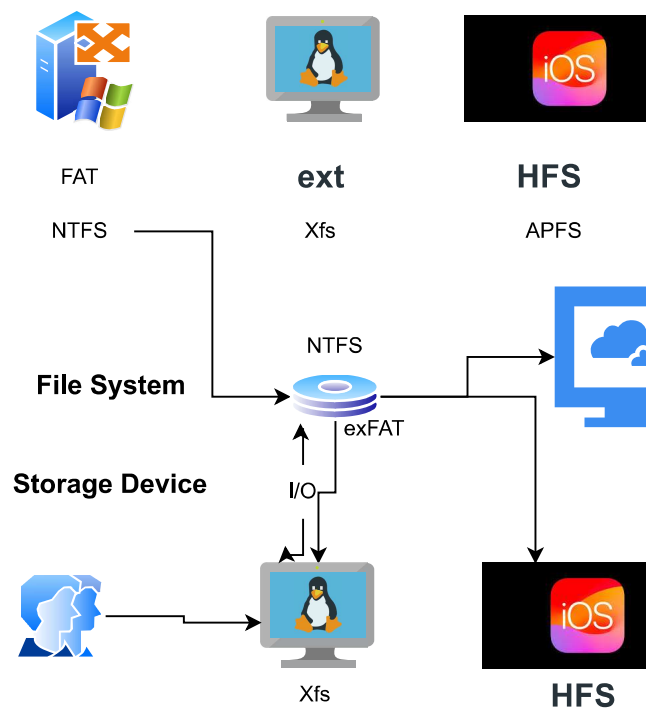 iOS
FAT
ext
HFS
NTFS
Xfs
APFS
NTFS
File System
exFAT
Storage Device
I/O
iOS
Xfs
HFS